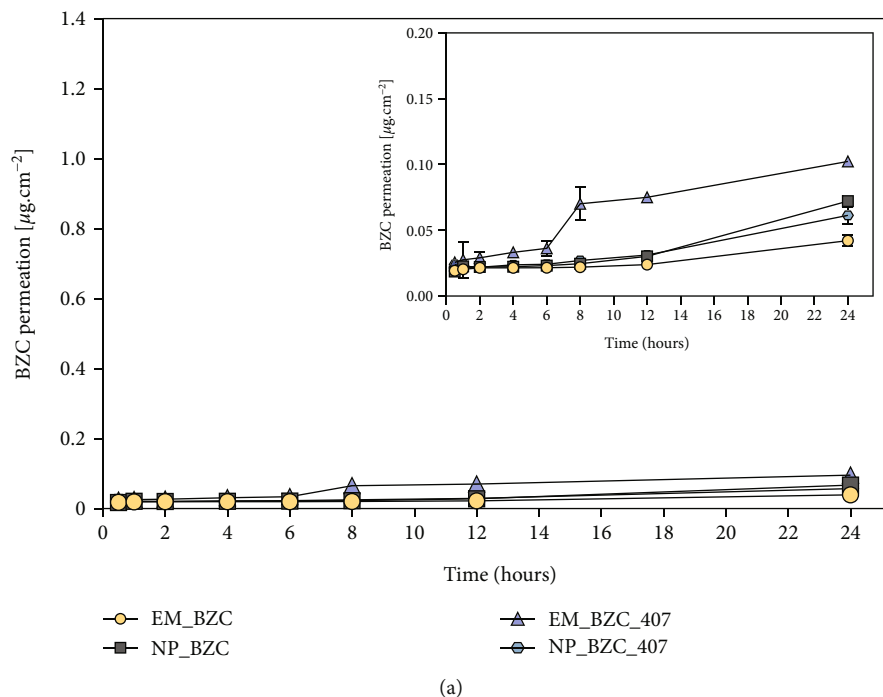 1.4
1.2
1.0
0.8
0.6
0.4
0.2
0
BZC permeation [µg.cm⁻²]
0 2 4 6 8 10 12 14 16 18 20 22 24
Time (hours)
0.20
0.15
0.10
0.05
0.00
BZC permeation [µg.cm⁻²]
0 2 4 6 8 10 12 14 16 18 20 22 24
Time (hours)
EM_BZC EM_BZC_407
NP_BZC NP_BZC_407
(a)